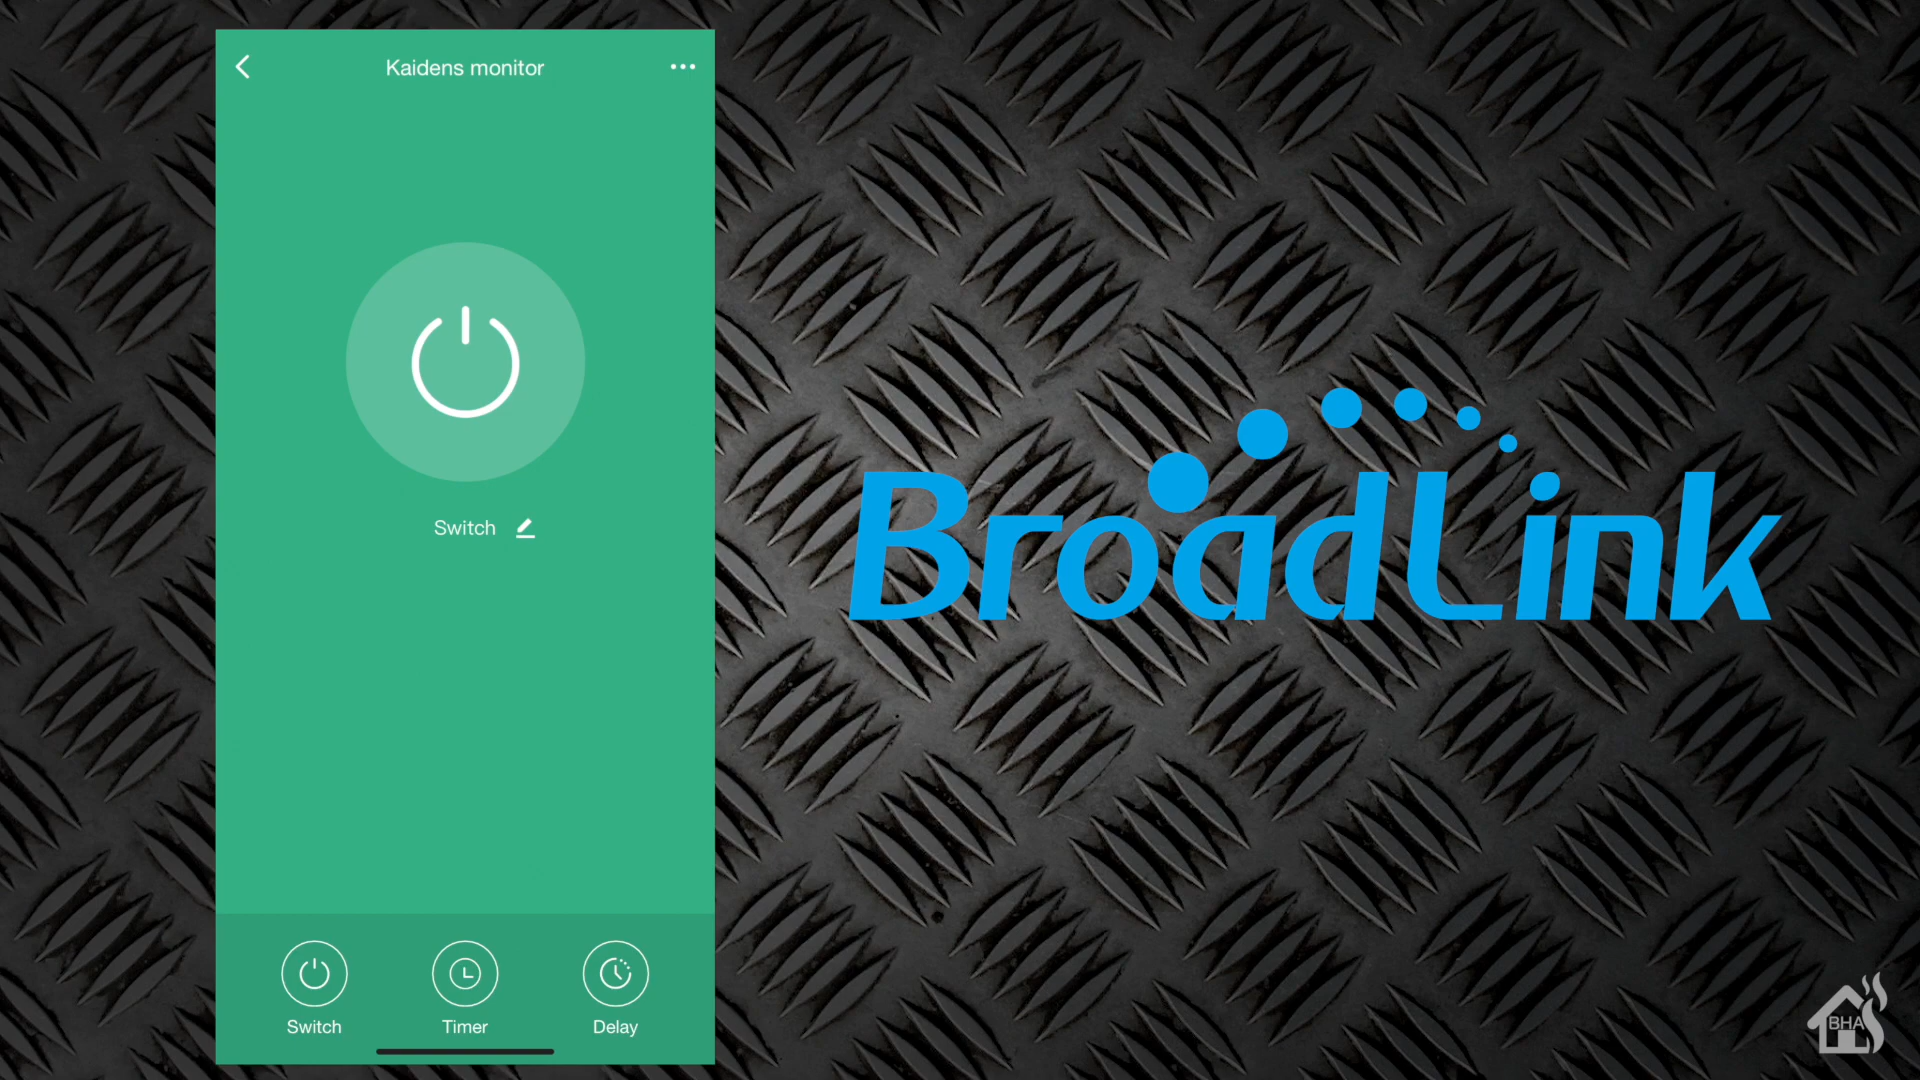 Kaidens monitor
Switch
Switch
Timer
Delay
BroadLink
BHA